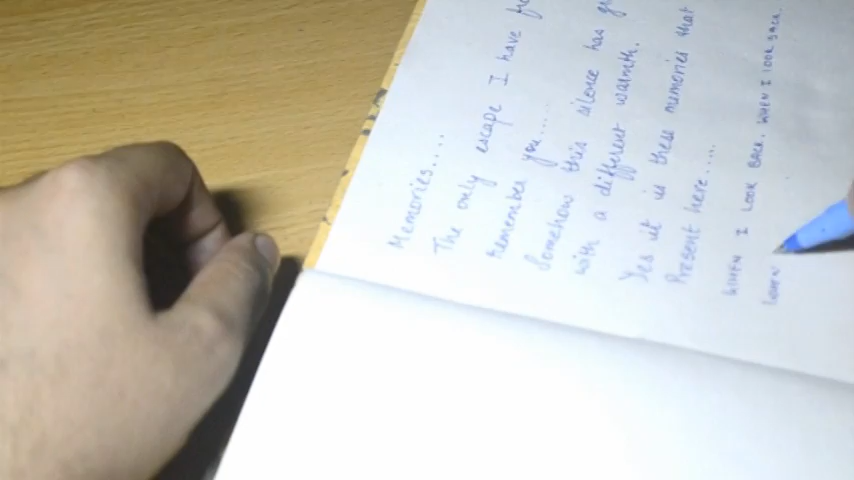 Memories....
The only escape I have
remember you....
Somehow this silence has
with a different warmth.
Yes it is these memories that
Present here.....
WHEN I LOOK BACK. WHEN I LOOK BACK.
WHEN